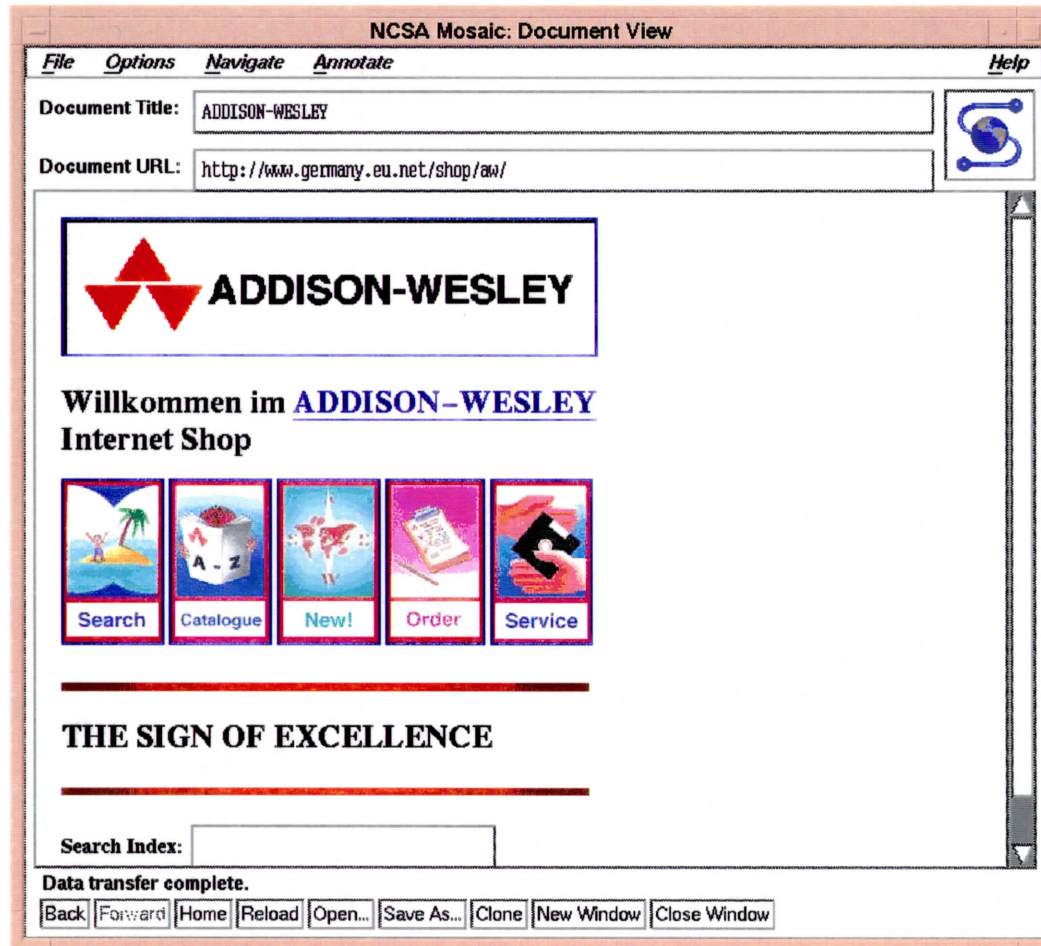 NCSA Mosaic: Document View
File Options Navigate Annotate Help
Document Title: ADDISON-WESLEY
Document URL: http://www.germany.eu.net/shop/aw/
ADDISON-WESLEY
Willkommen im ADDISON-WESLEY
Internet Shop
A - Z
Search Catalogue New! Order Service
THE SIGN OF EXCELLENCE
Search Index:
Data transfer complete.
Back Forward Home Reload Open... Save As... Clone New Window Close Window